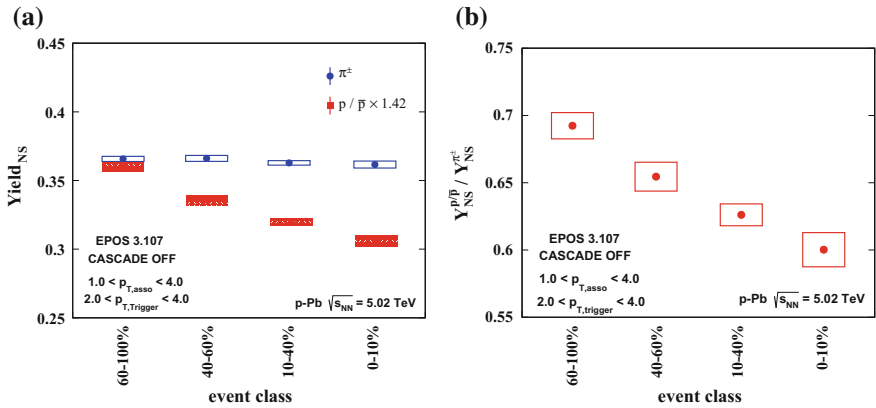 (a)
0.45
0.4
0.35
0.3
0.25
Yield_NS
π±
p / p̅ × 1.42
EPOS 3.107
CASCADE OFF
1.0 < p_T,asso < 4.0
2.0 < p_T,Trigger < 4.0
p-Pb √s_NN = 5.02 TeV
60-100%
40-60%
10-40%
0-10%
event class
(b)
0.75
0.7
0.65
0.6
0.55
Y_NS^p/p̅ / Y_NS^π±
EPOS 3.107
CASCADE OFF
1.0 < p_T,asso < 4.0
2.0 < p_T,trigger < 4.0
p-Pb √s_NN = 5.02 TeV
60-100%
40-60%
10-40%
0-10%
event class